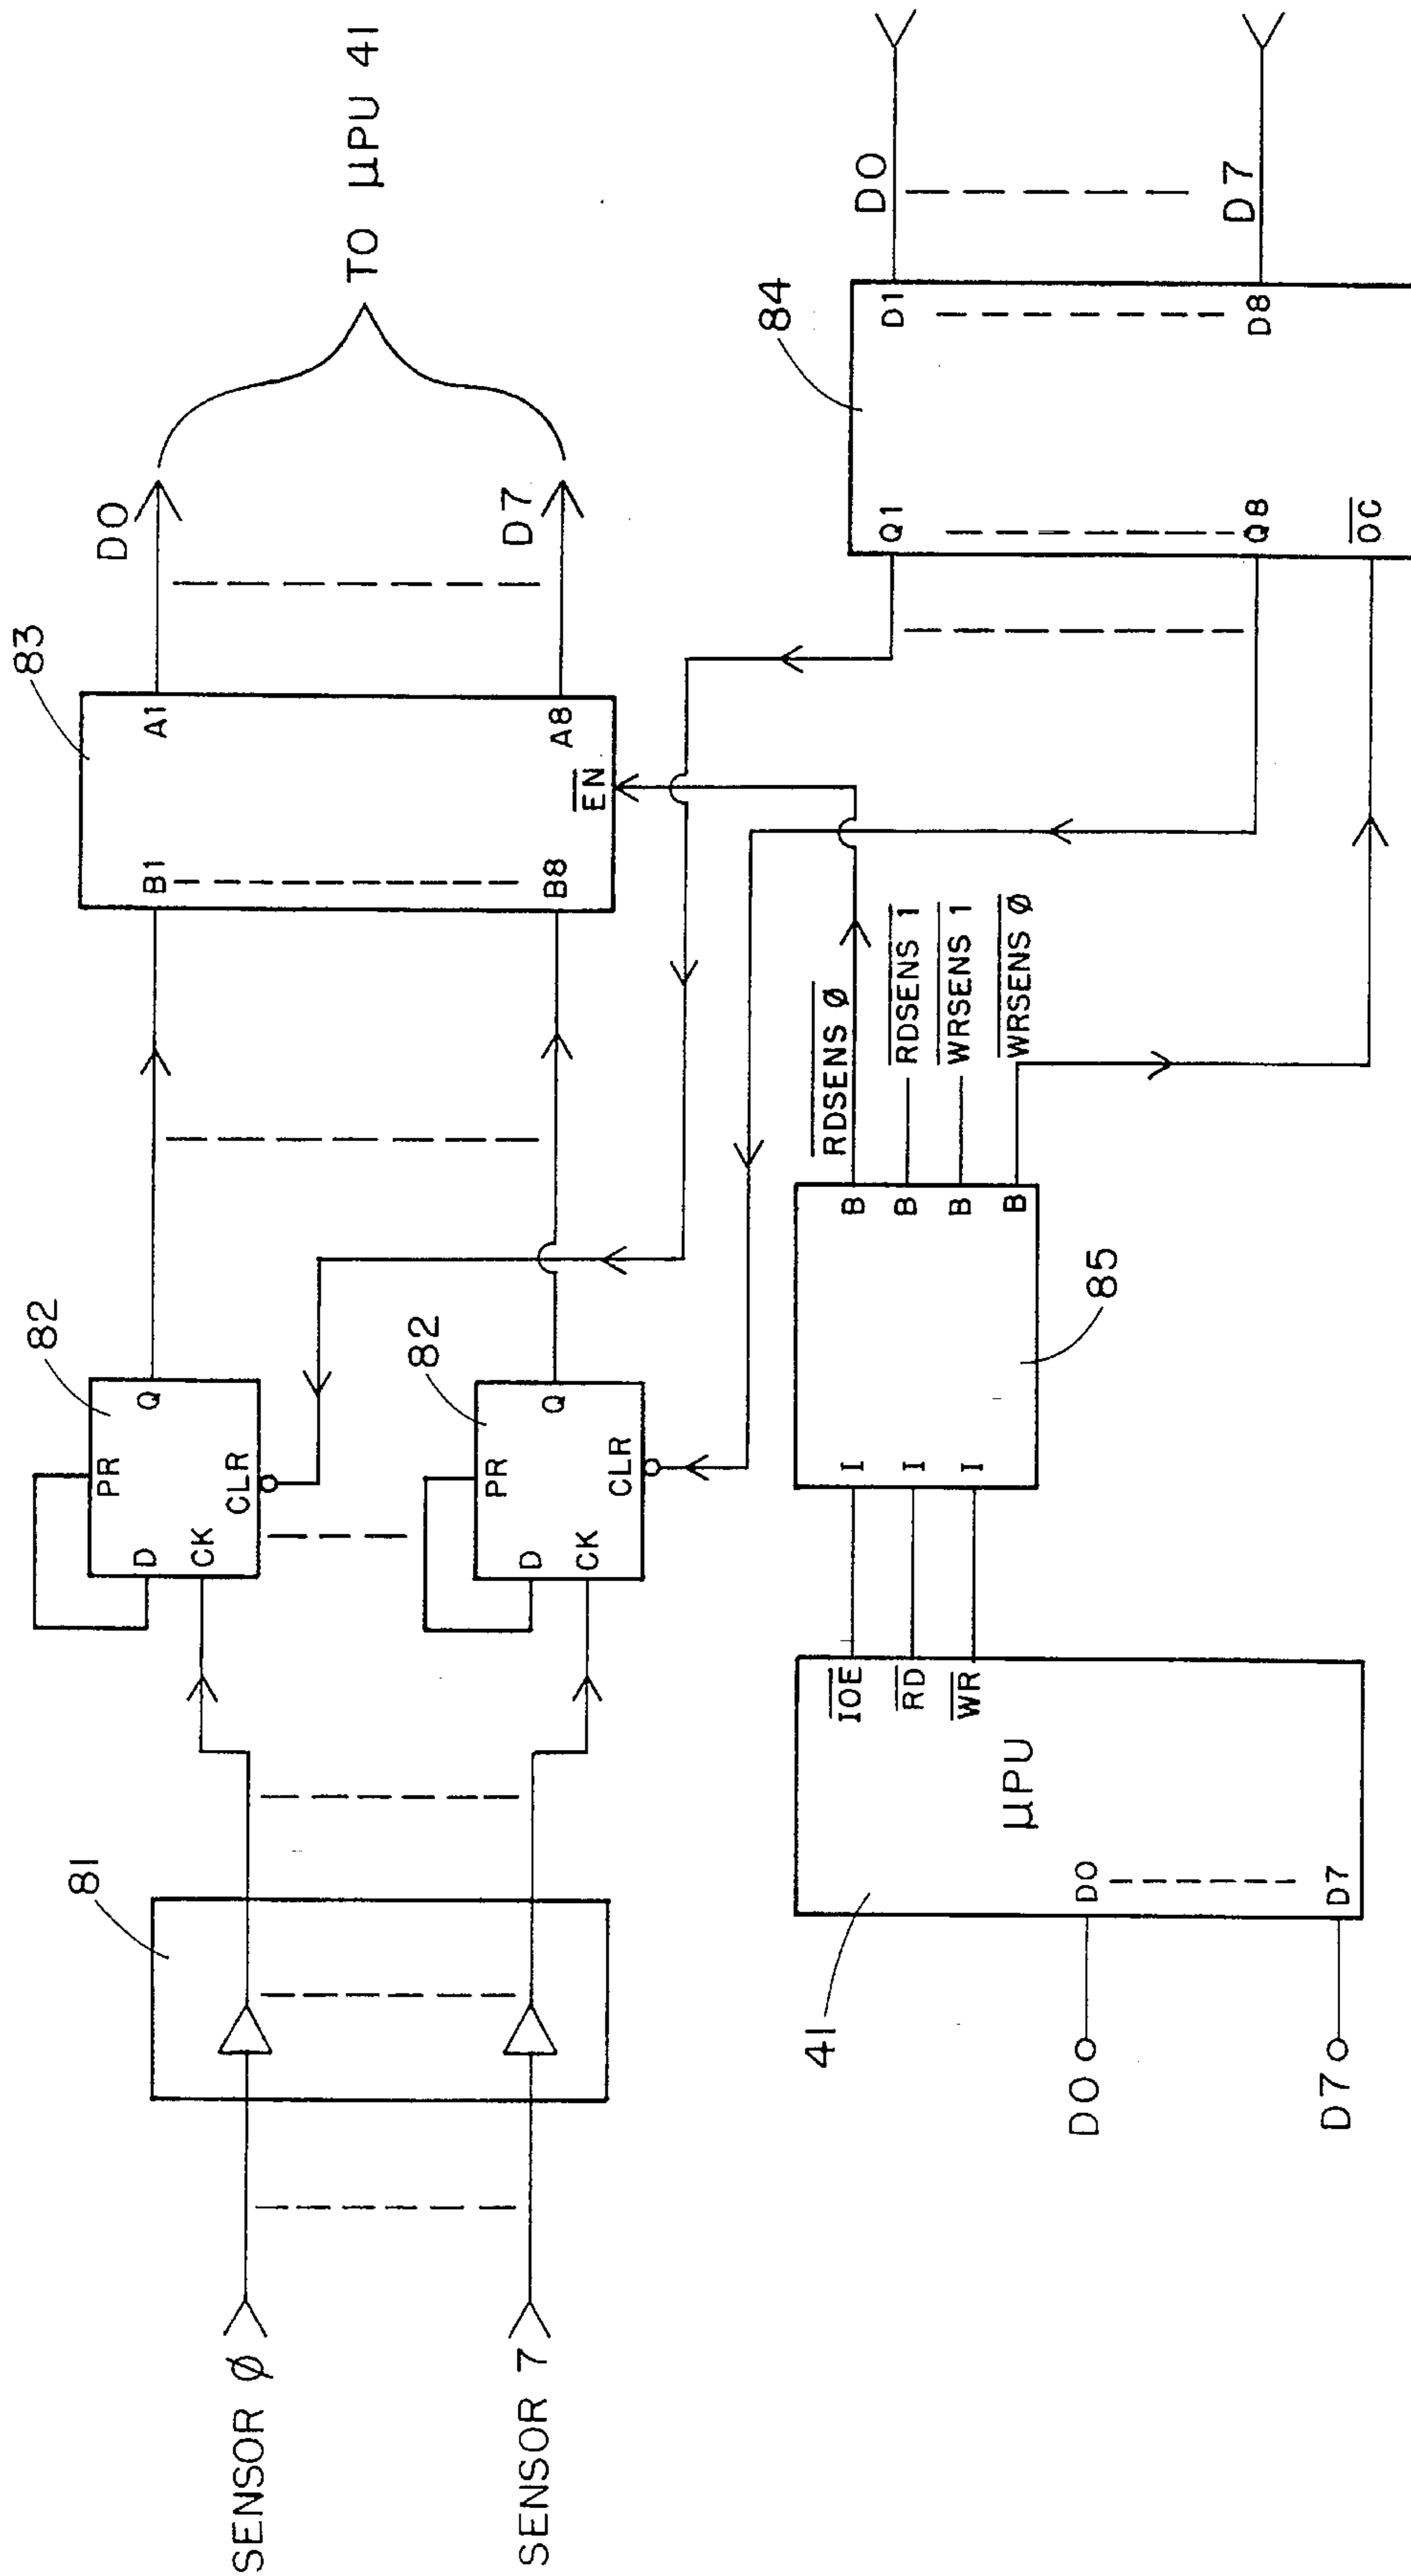 SENSOR Ø
SENSOR 7
81
82
PR
D
CK
Q
CLR
82
PR
D
CK
Q
CLR
83
B1
B8
A1
A8
EN
D0
D7
TO µPU 41
41
µPU
IOE
RD
WR
D0
D7
D0
D7
85
I
I
I
B
B
B
B
RDSENS Ø
RDSENS 1
WRSENS 1
WRSENS Ø
84
Q1
Q8
OC
D1
D8
D0
D7